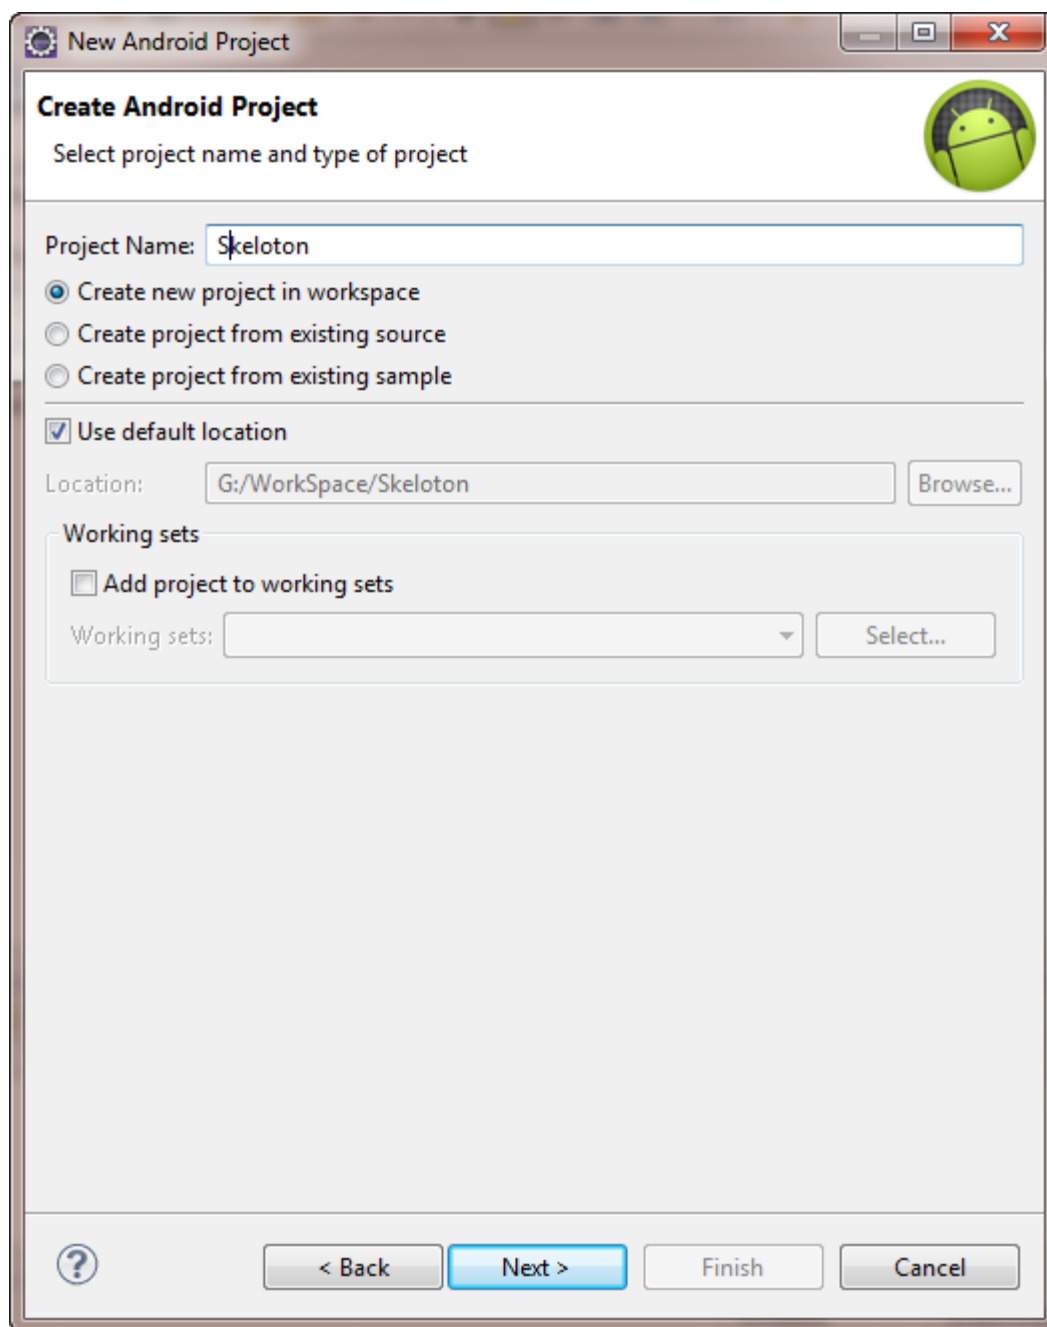 New Android Project
Create Android Project
Select project name and type of project
Project Name: Skeloton
Create new project in workspace
Create project from existing source
Create project from existing sample
Use default location
Location: G:/WorkSpace/Skeloton Browse...
Working sets
Add project to working sets
Working sets: Select...
? < Back Next > Finish Cancel